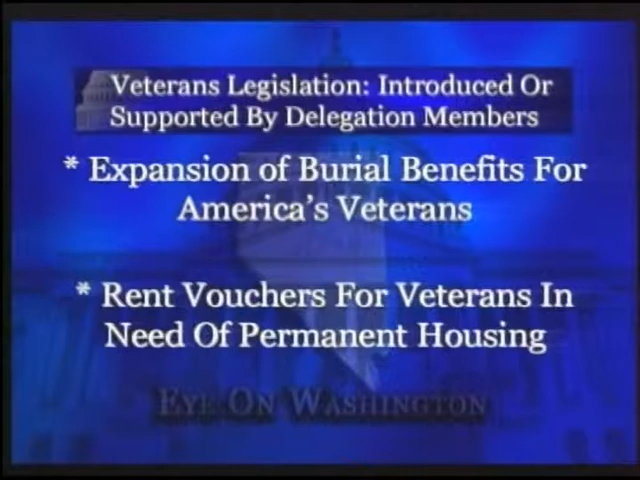 Veterans Legislation: Introduced Or
Supported By Delegation Members
* Expansion of Burial Benefits For
America's Veterans
* Rent Vouchers For Veterans In
Need Of Permanent Housing
Eye On Washington